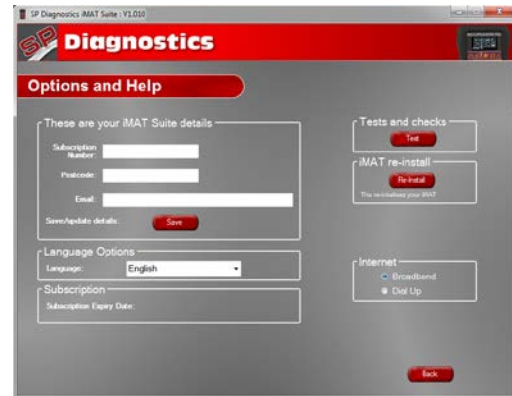 SP Diagnostics iMAT Suite : V1.010
SP Diagnostics
Options and Help
These are your iMAT Suite details
Subscription
Number:
Postcode:
Email:
Save/update details:
Save
Language Options
Language:
English
Subscription
Subscription Expiry Date:
Tests and checks
Test
iMAT re-install
Re-Install
This re-initialises your iMAT
Internet
Broadband
Dial Up
Back